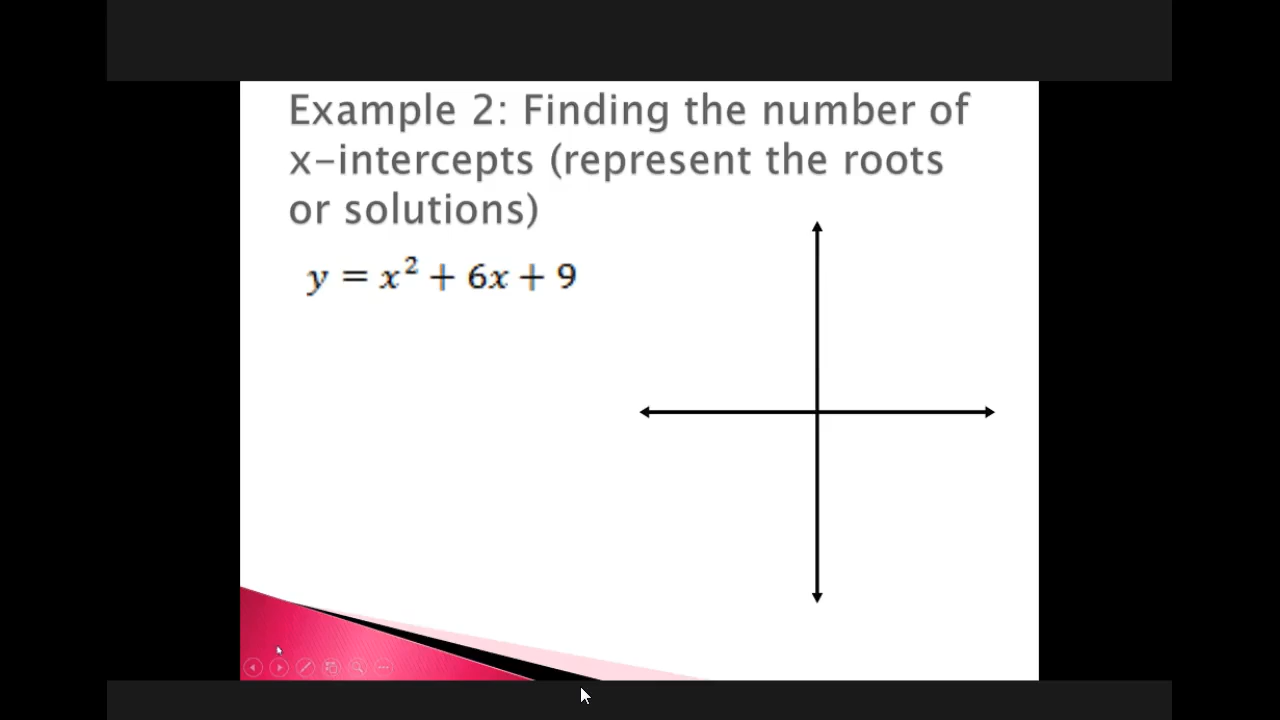 Example 2: Finding the number of
x-intercepts (represent the roots
or solutions)
y = x² + 6x + 9